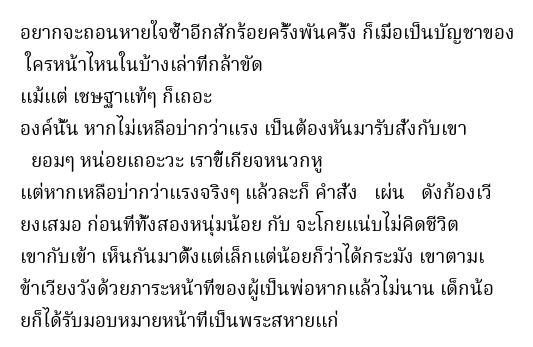 อยากจะถอนหายใจซ้ำอีกสักร้อยครั้งพันครั้ง ก็เมื่อเป็นบัญชาของ
ใครหน้าไหนในบ้างเล่าที่กล้าขัด
แม้แต่ เชษฐาแท้ๆ ก็เถอะ
องค์นั้น หากไม่เหลือบ่ากว่าแรง เป็นต้องหันมารับสั่งกับเขา
ยอมๆ หน่อยเถอะวะ เราขี้เกียจหนวกหู
แต่หากเหลือบ่ากว่าแรงจริงๆ แล้วละก็ คำสั่ง เผ่น ดังก้องเวี
ยงเสมอ ก่อนที่ทั้งสองหนุ่มน้อย กับ จะโกยแน่บไม่คิดชีวิต
เขากับเข้า เห็นกันมาตั้งแต่เล็กแต่น้อยก็ว่าได้กระมัง เขาตามเ
ข้าเวียงวังด้วยภาระหน้าที่ของผู้เป็นพ่อหากแล้วไม่นาน เด็กน้อ
ยก็ได้รับมอบหมายหน้าที่เป็นพระสหายแก่